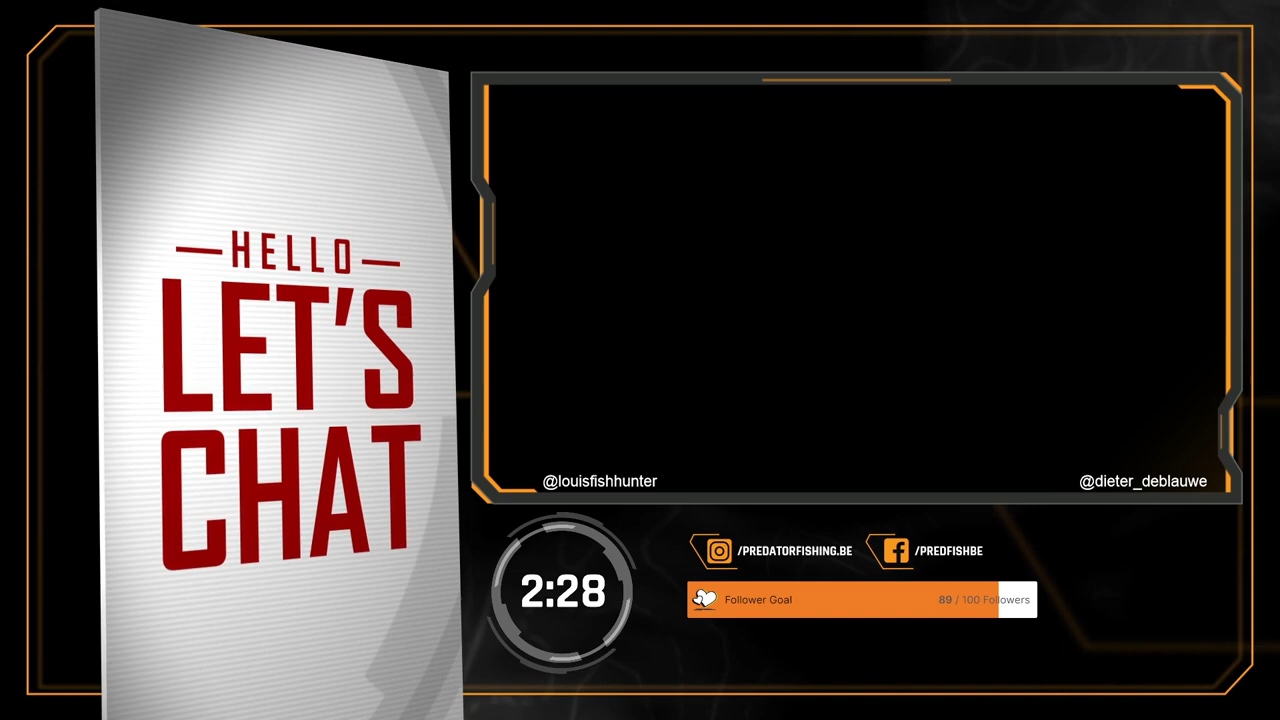 HELLO
LET'S
CHAT
@louisfishhunter
@dieter_deblauwe
2:28
/PREDATORFISHING.BE
/PREDFISHBE
Follower Goal
89 / 100 Followers